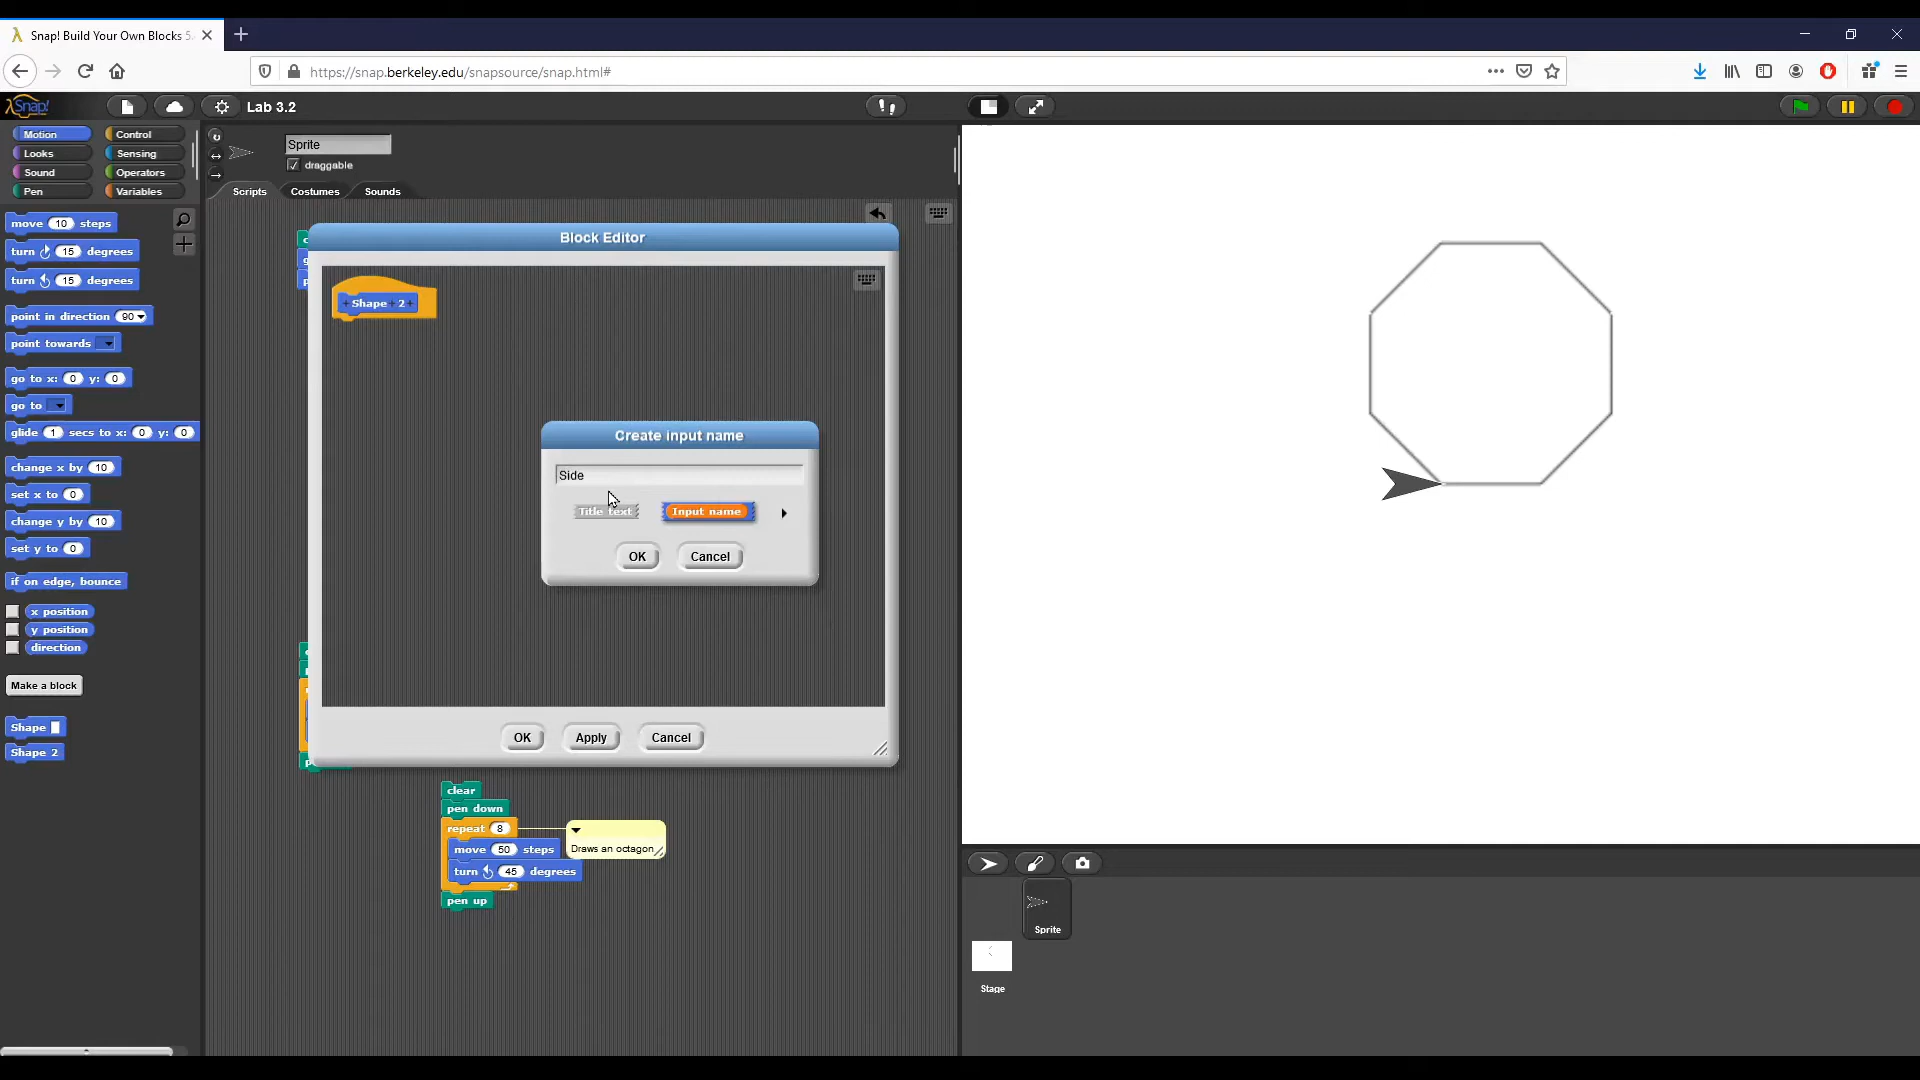 Snap! Build Your Own Blocks 5.
https://snap.berkeley.edu/snapsource/snap.html#
Snap!
Lab 3.2
Motion
Control
Looks
Sensing
Sound
Operators
Pen
Variables
Sprite
draggable
Scripts
Costumes
Sounds
move 10 steps
turn 15 degrees
turn 15 degrees
point in direction 90
point towards
go to x: 0 y: 0
go to
glide 1 secs to x: 0 y: 0
change x by 10
set x to 0
change y by 10
set y to 0
if on edge, bounce
x position
y position
direction
Make a block
Shape
Shape 2
Block Editor
+ Shape + 2 +
Create input name
Side
Title text
Input name
OK
Cancel
OK
Apply
Cancel
clear
pen down
repeat 8
move 50 steps
turn 45 degrees
pen up
Draws an octagon
Sprite
Stage